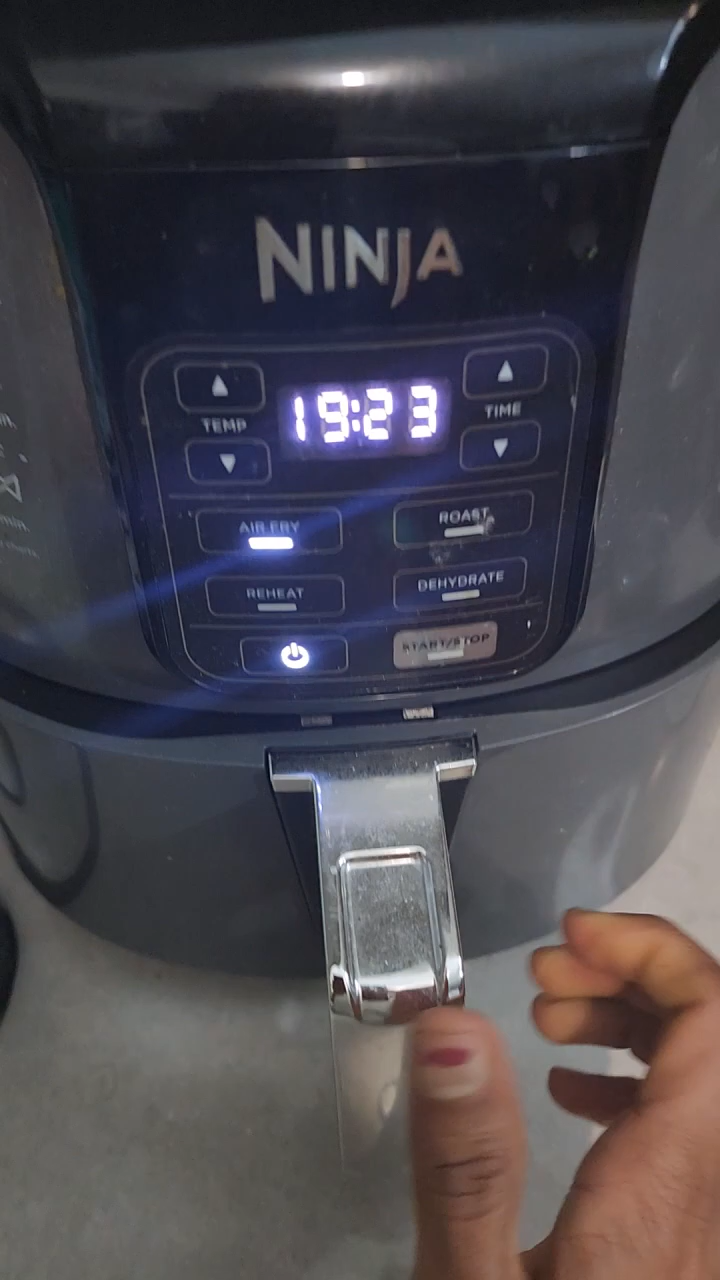 NINJA
19:23
TEMP
TIME
AIR FRY
ROAST
REHEAT
DEHYDRATE
START/STOP